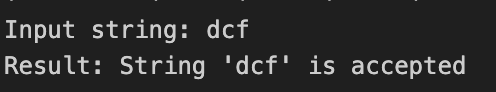 Input string: dcf
Result: String 'dcf' is accepted